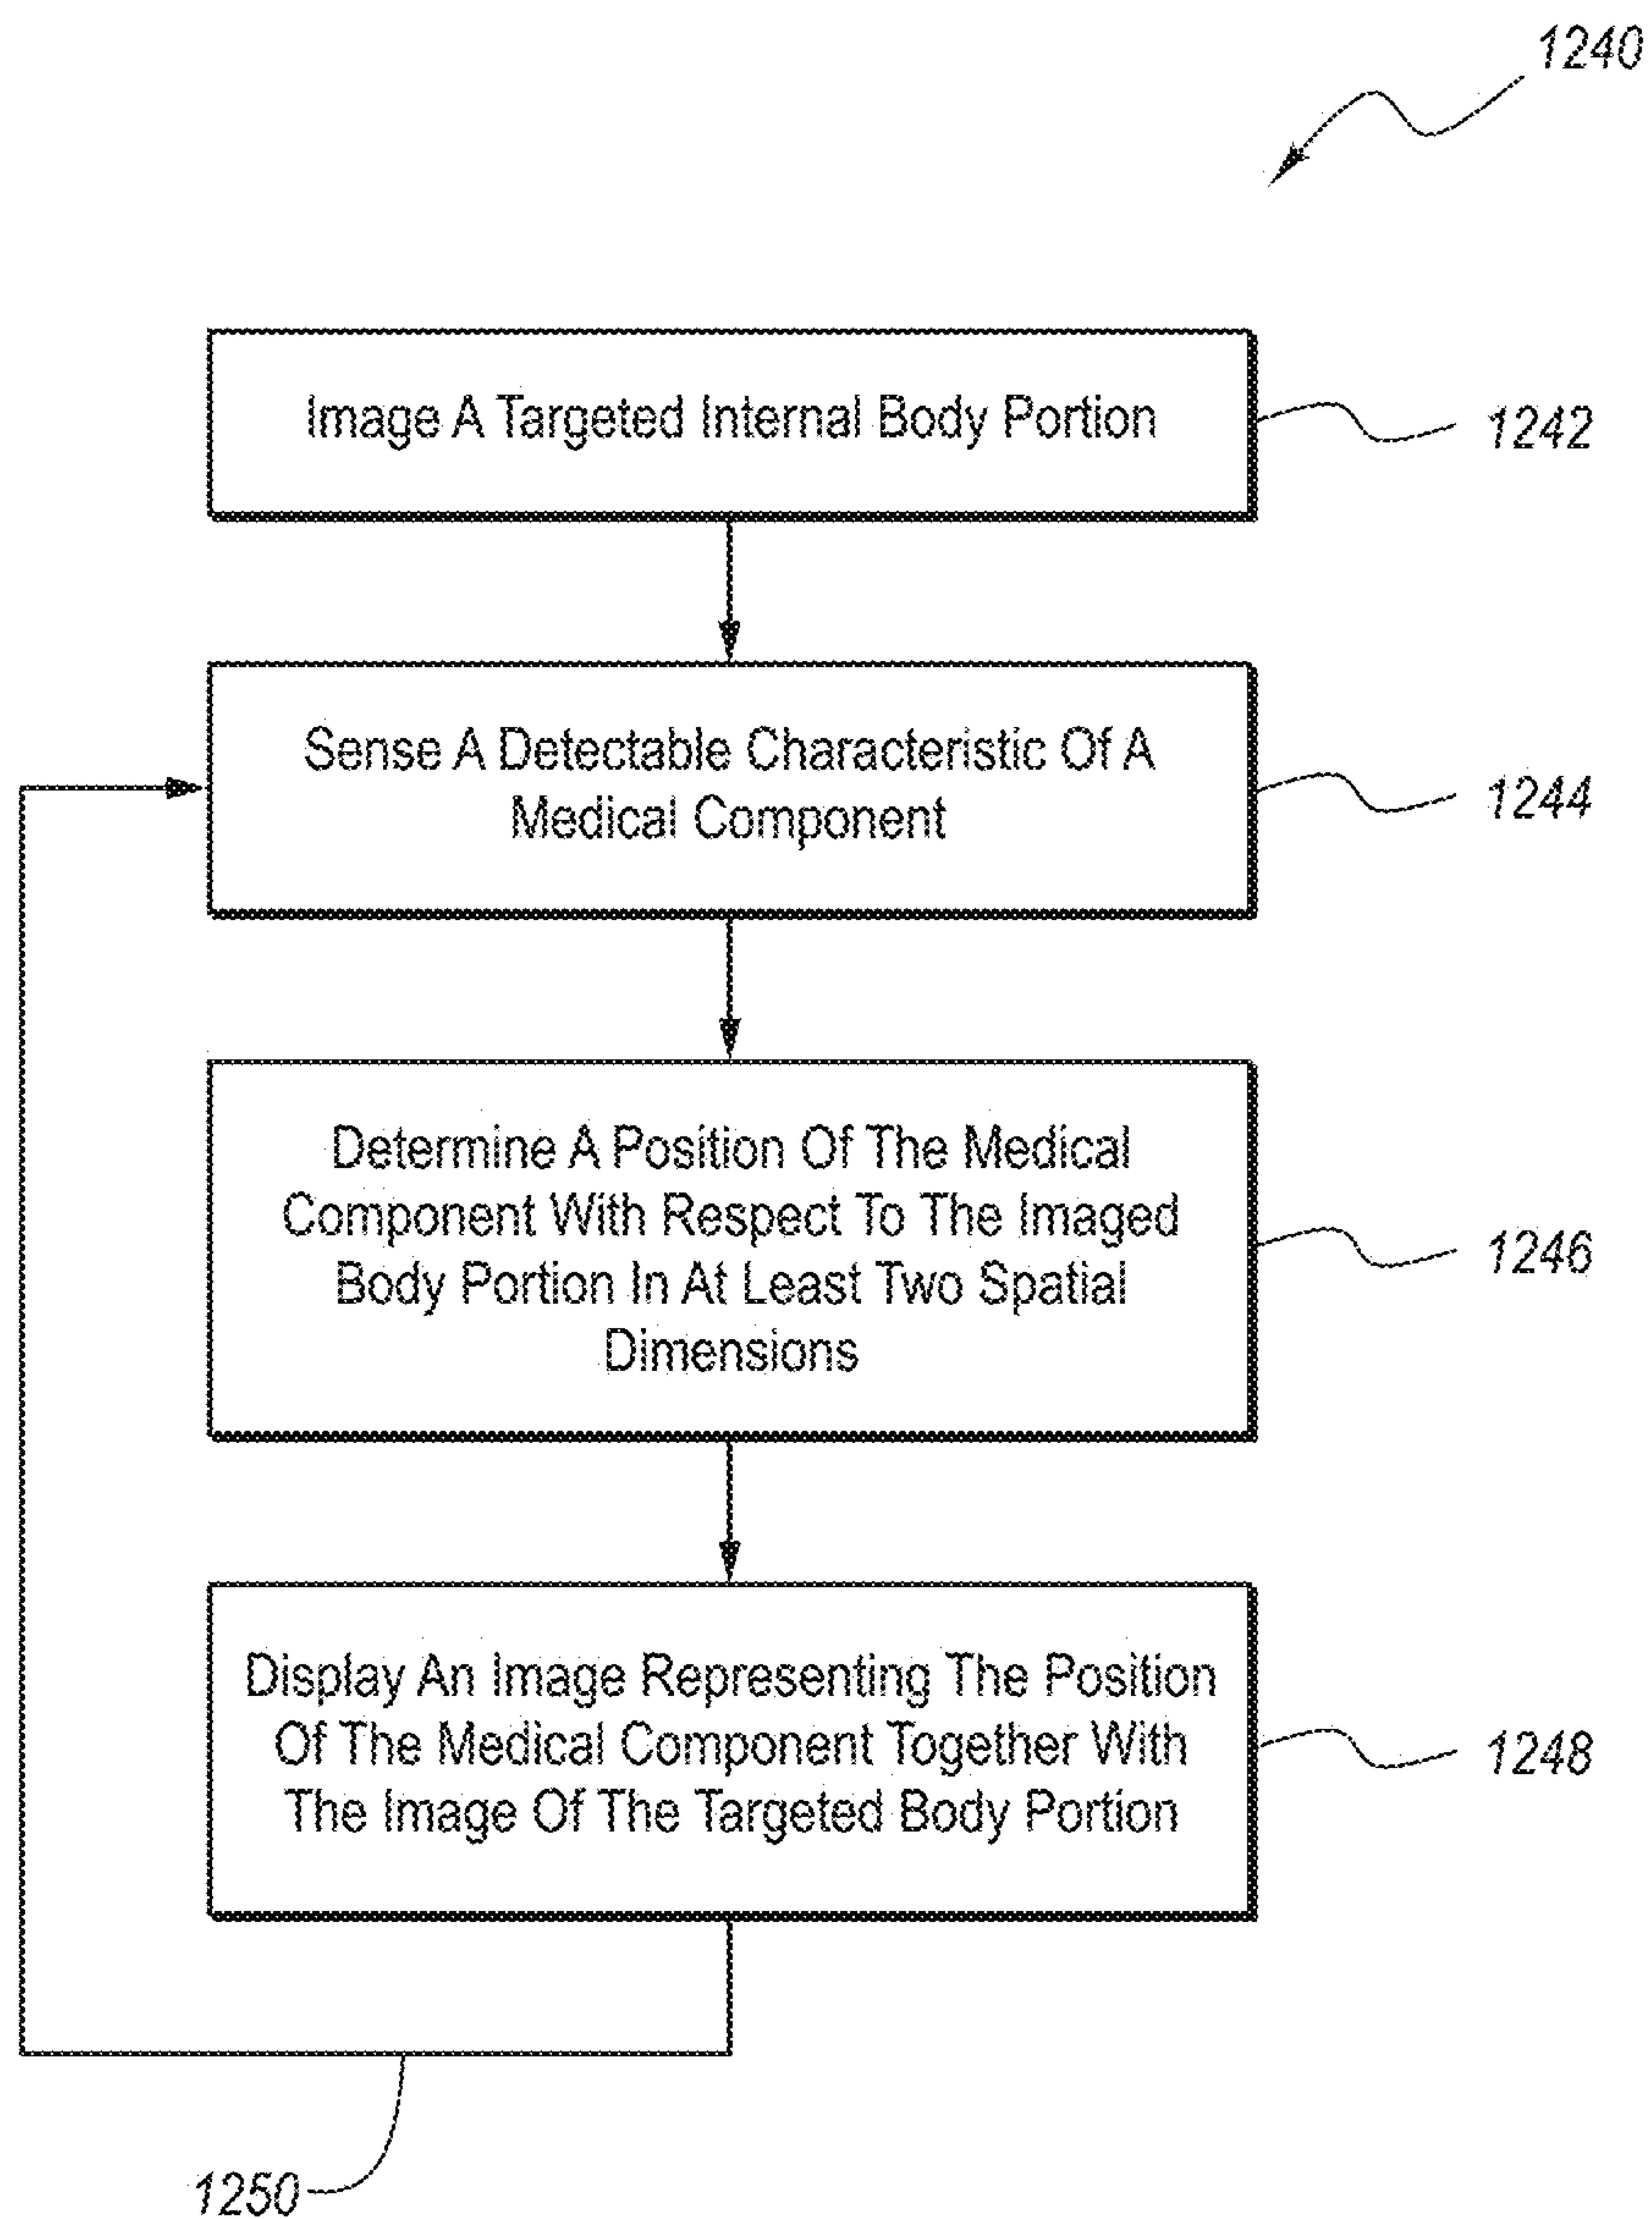 1240
Image A Targeted Internal Body Portion
1242
Sense A Detectable Characteristic Of A
Medical Component
1244
Determine A Position Of The Medical
Component With Respect To The Imaged
Body Portion In At Least Two Spatial
Dimensions
1246
Display An Image Representing The Position
Of The Medical Component Together With
The Image Of The Targeted Body Portion
1248
1250